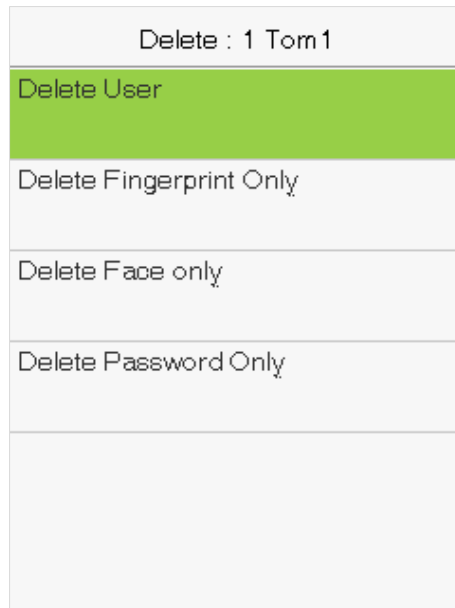 Delete : 1 Tom1
Delete User
Delete Fingerprint Only
Delete Face only
Delete Password Only